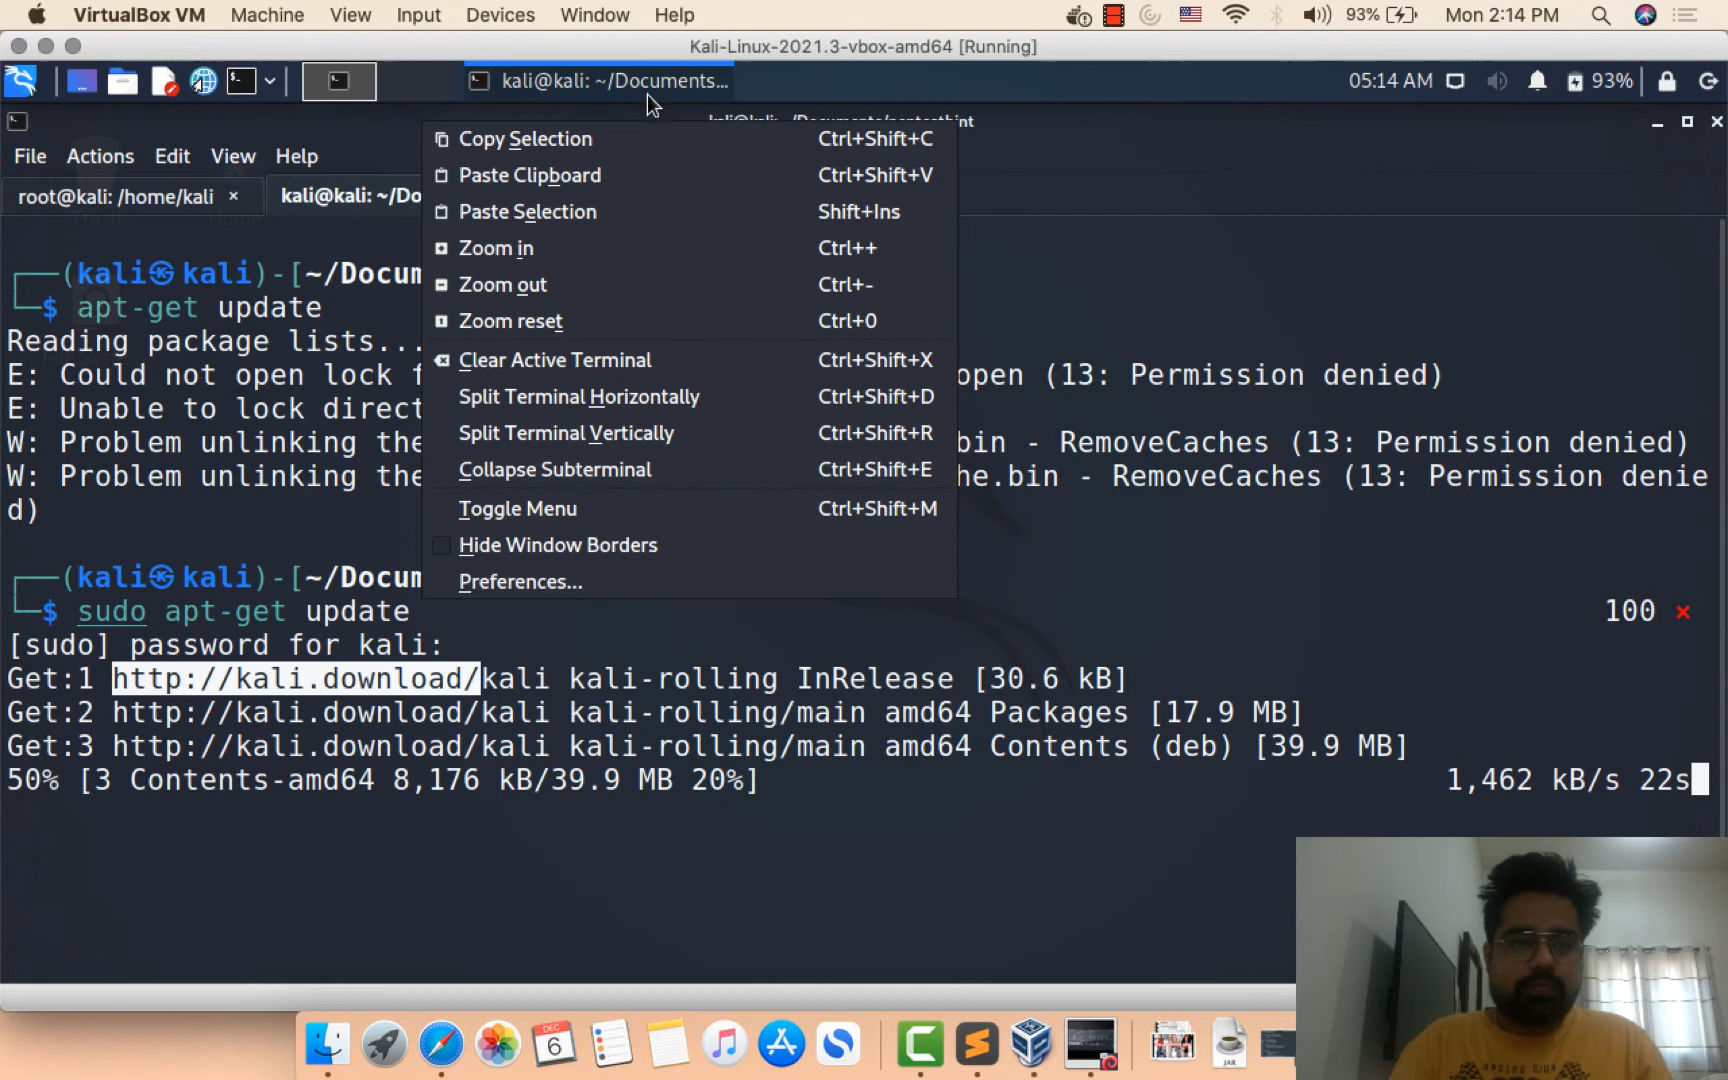 VirtualBox VM Machine View Input Devices Window Help 93% Mon 2:14 PM
Kali-Linux-2021.3-vbox-amd64 [Running]
kali@kali: ~/Documents... 05:14 AM 93%
File Actions Edit View Help
root@kali: /home/kali × kali@kali: ~/Do
Copy Selection Ctrl+Shift+C
Paste Clipboard Ctrl+Shift+V
Paste Selection Shift+Ins
Zoom in Ctrl++
Zoom out Ctrl+-
Zoom reset Ctrl+0
Clear Active Terminal Ctrl+Shift+X
Split Terminal Horizontally Ctrl+Shift+D
Split Terminal Vertically Ctrl+Shift+R
Collapse Subterminal Ctrl+Shift+E
Toggle Menu Ctrl+Shift+M
Hide Window Borders
Preferences...
(kali㉿kali)-[~/Docum
$ apt-get update
Reading package lists...
E: Could not open lock f open (13: Permission denied)
E: Unable to lock direct
W: Problem unlinking the bin - RemoveCaches (13: Permission denied)
W: Problem unlinking the he.bin - RemoveCaches (13: Permission denie
d)
(kali㉿kali)-[~/Docum
$ sudo apt-get update 100 ×
[sudo] password for kali:
Get:1 http://kali.download/kali kali-rolling InRelease [30.6 kB]
Get:2 http://kali.download/kali kali-rolling/main amd64 Packages [17.9 MB]
Get:3 http://kali.download/kali kali-rolling/main amd64 Contents (deb) [39.9 MB]
50% [3 Contents-amd64 8,176 kB/39.9 MB 20%] 1,462 kB/s 22s
DEC
6
JAR